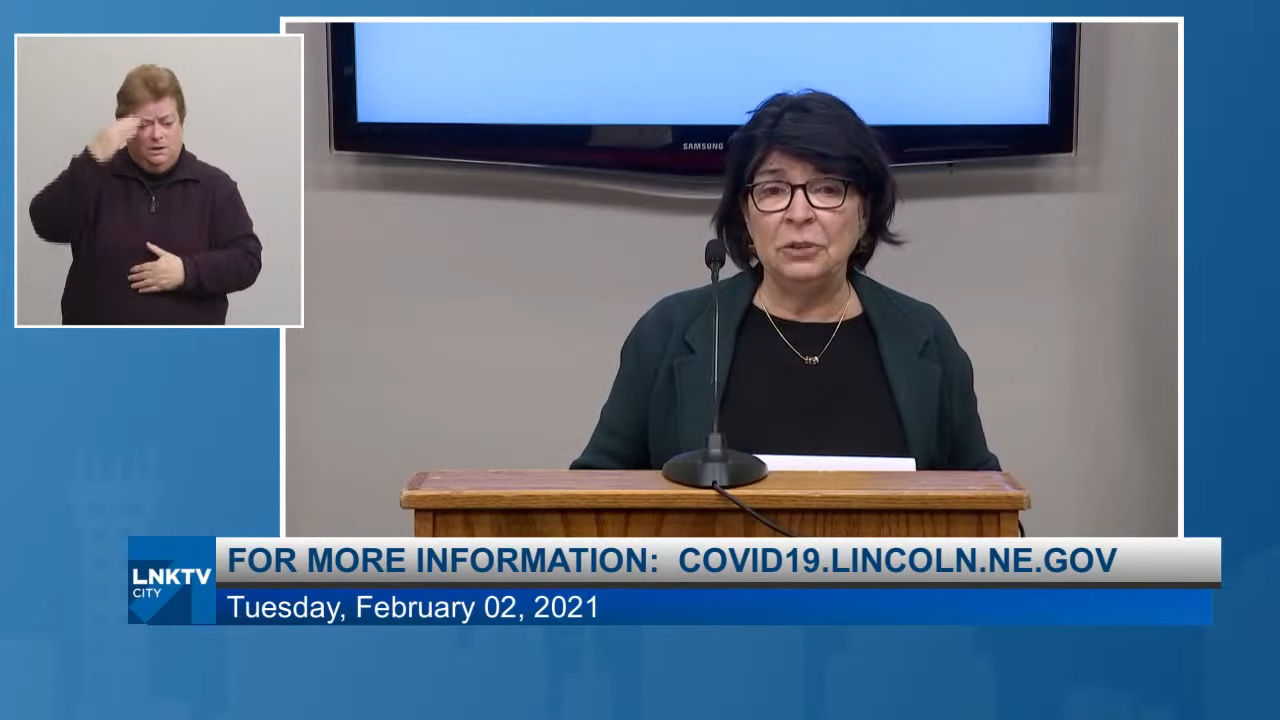 SAMSUNG
FOR MORE INFORMATION: COVID19.LINCOLN.NE.GOV
LNKTV
CITY
Tuesday, February 02, 2021